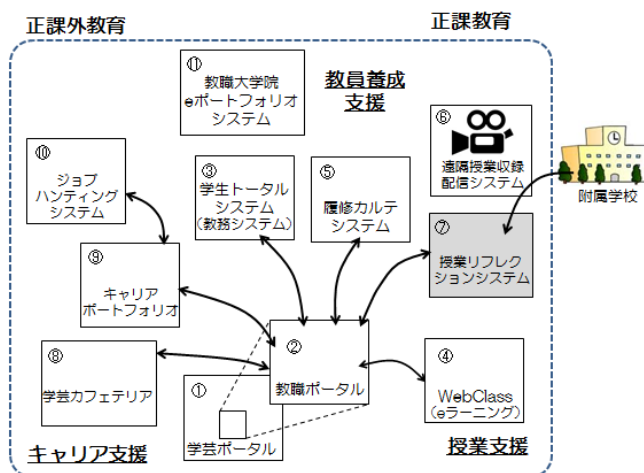 正課外教育
正課教育
⑪
教職大学院
eポートフォリオ
システム
教員養成
支援
⑥
遠隔授業収録
配信システム
附属学校
⑩
ジョブ
ハンティング
システム
③
学生トータル
システム
(教務システム)
⑤
履修カルテ
システム
⑦
授業リフレク
ションシステム
⑨
キャリア
ポートフォリオ
②
教職ポータル
⑧
学芸カフェテリア
①
学芸ポータル
④
WebClass
(eラーニング)
キャリア支援
授業支援